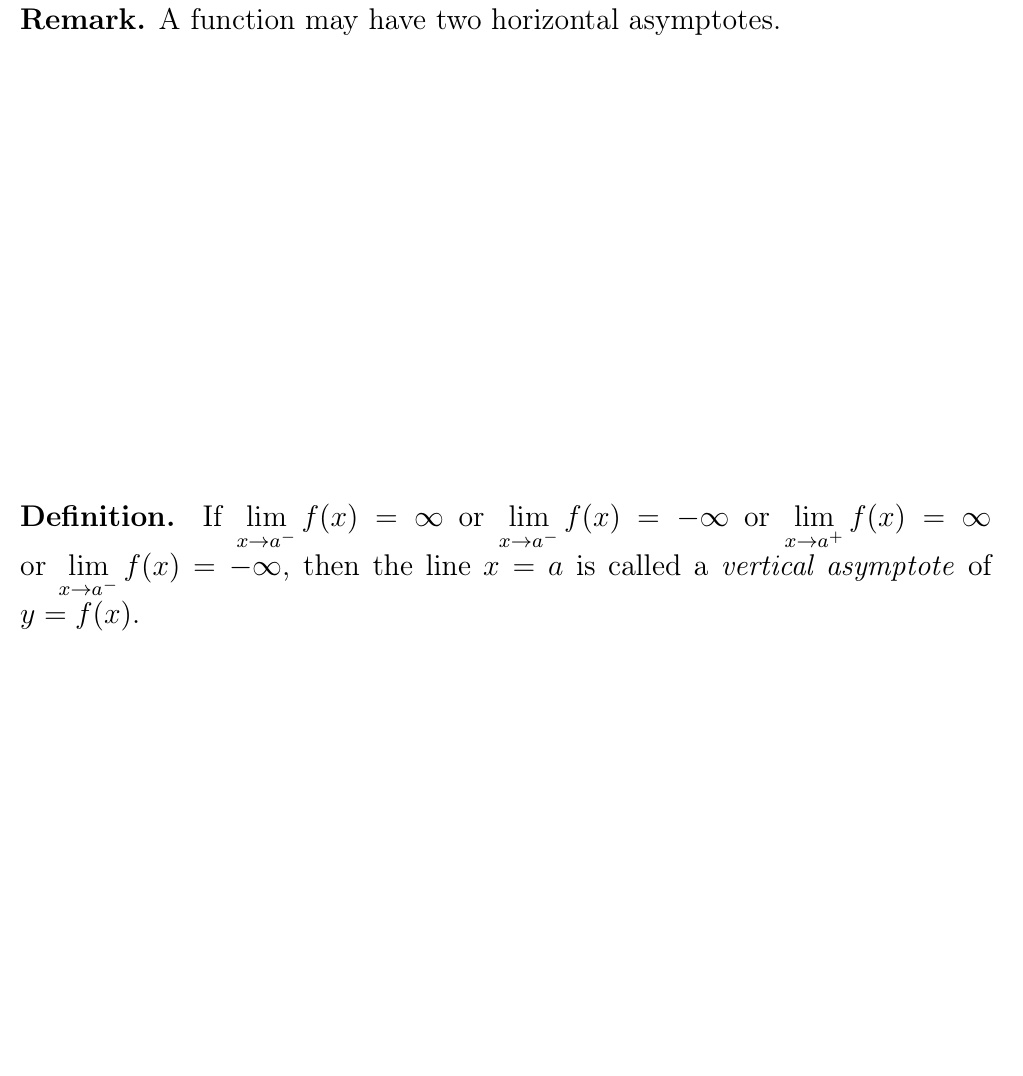 Remark. A function may have two horizontal asymptotes.
Definition. If lim_{x→a⁻} f(x) = ∞ or lim_{x→a⁻} f(x) = −∞ or lim_{x→a⁺} f(x) = ∞
or lim_{x→a⁻} f(x) = −∞, then the line x = a is called a vertical asymptote of
y = f(x).